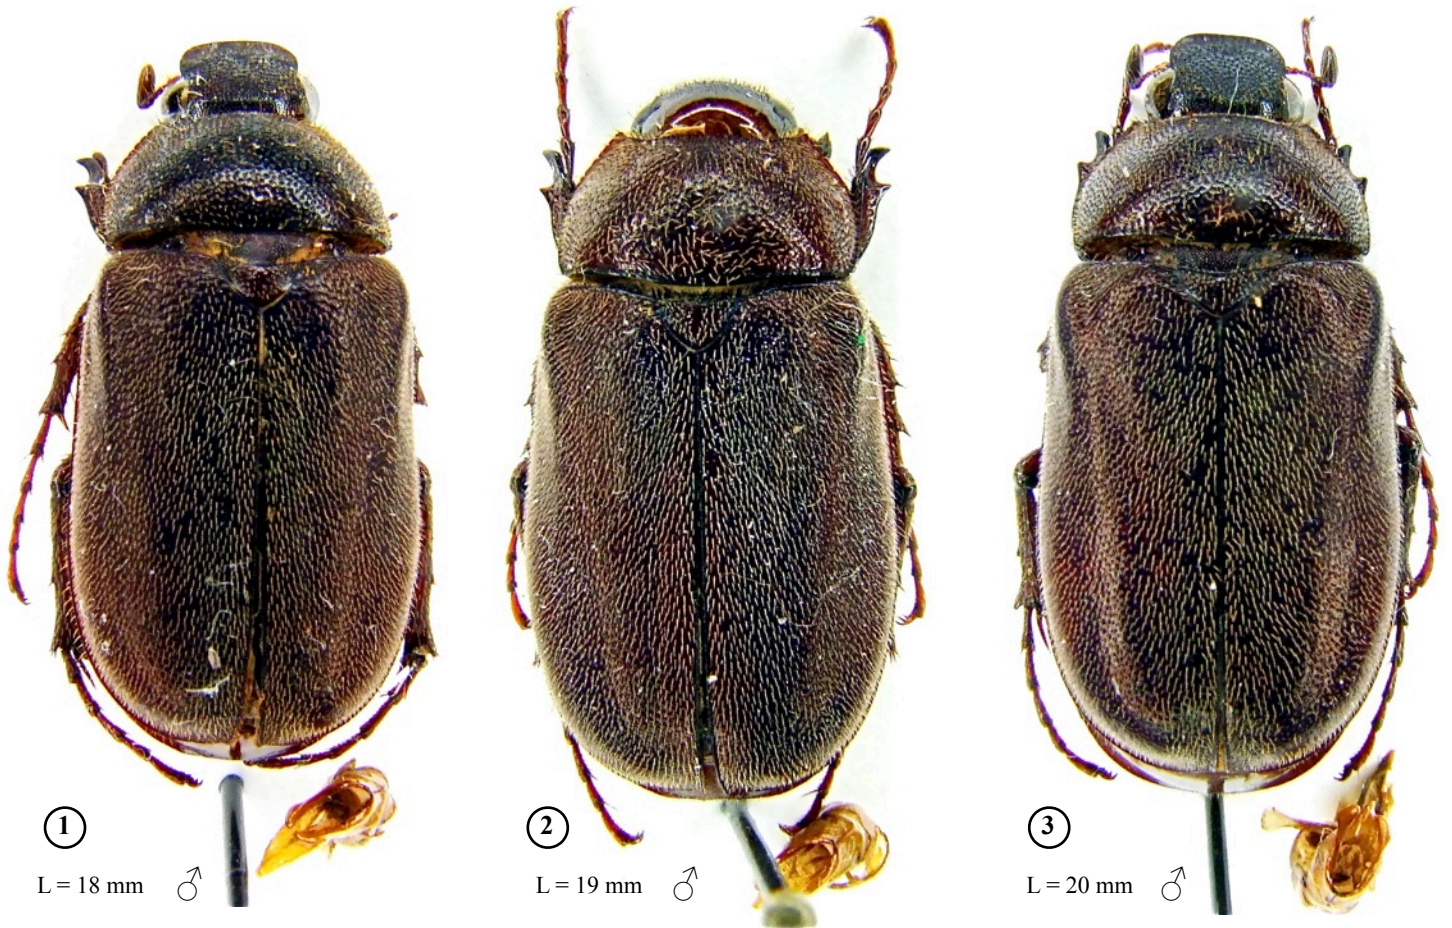 1
L = 18 mm ♂
2
L = 19 mm ♂
3
L = 20 mm ♂